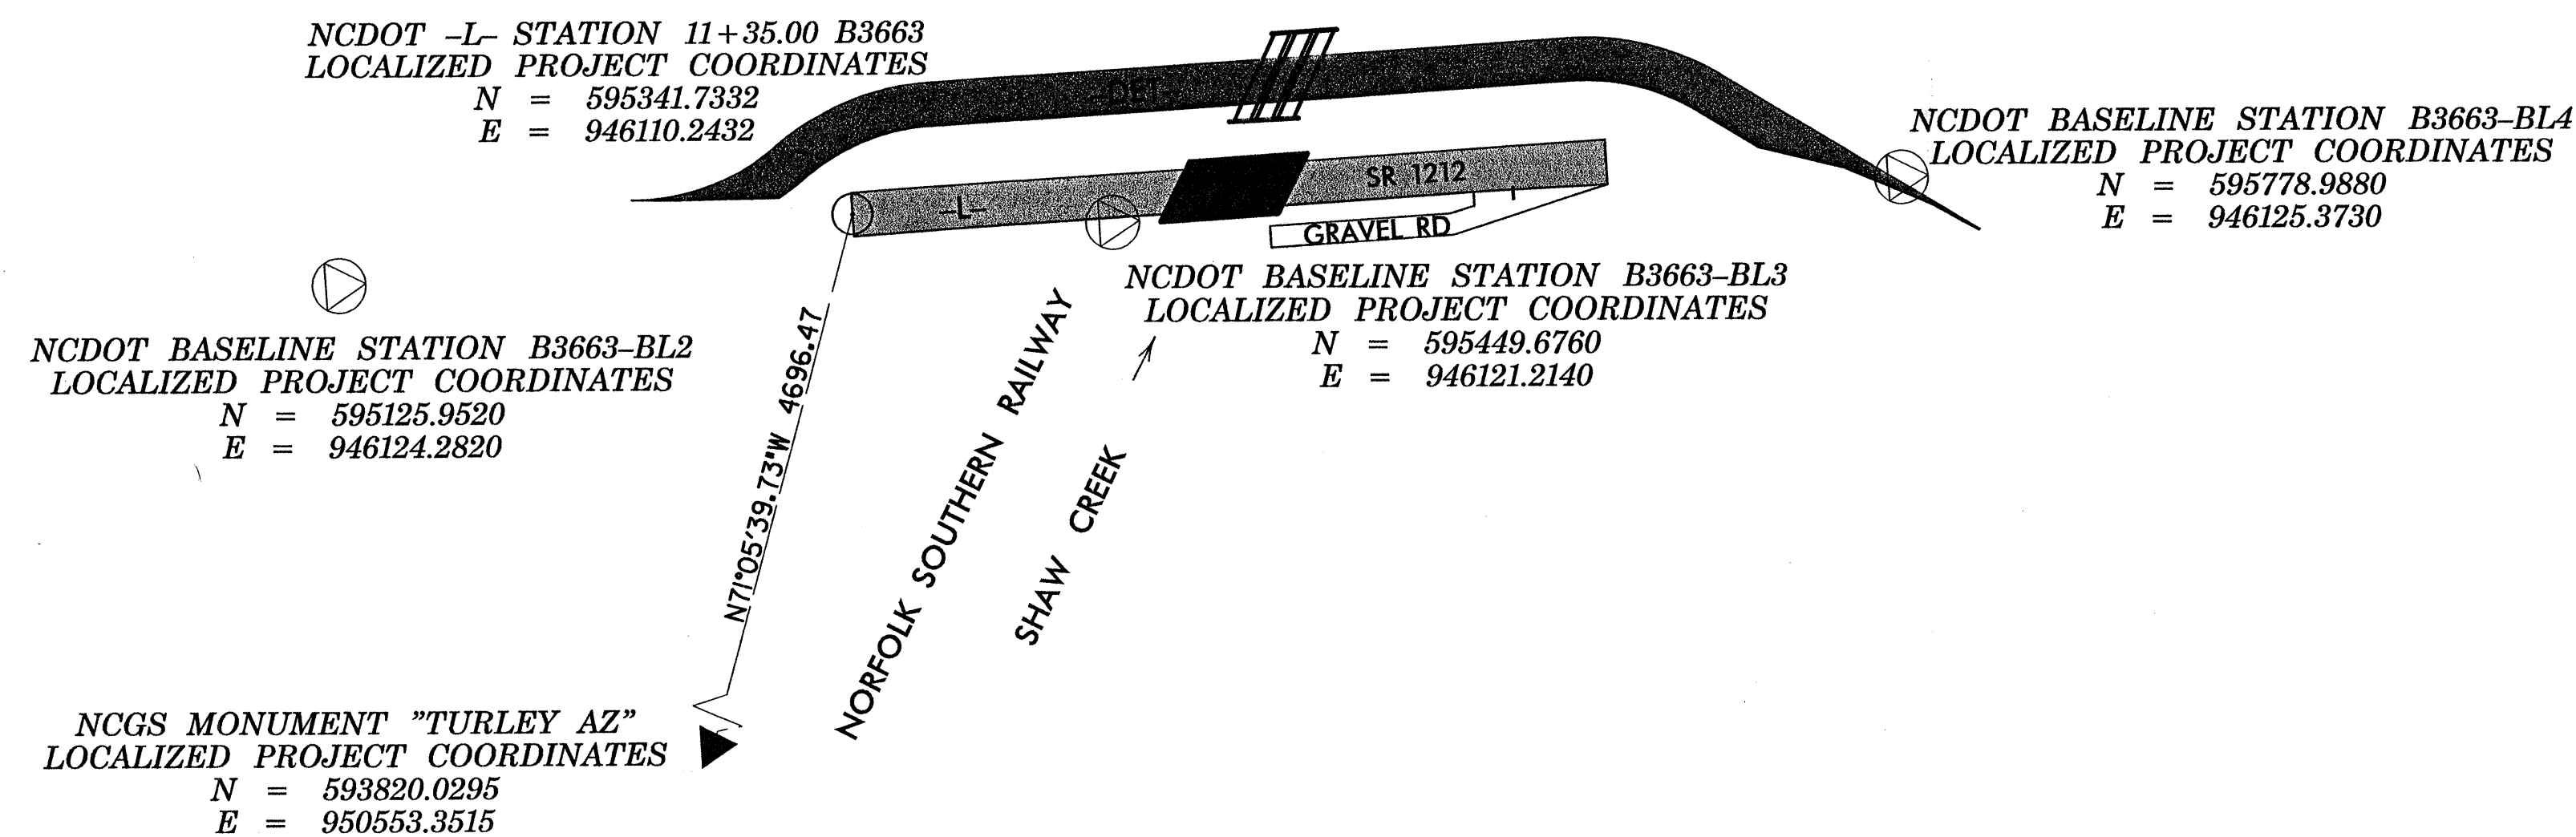 NCDOT -L- STATION 11+35.00 B3663
LOCALIZED PROJECT COORDINATES
N = 595341.7332
E = 946110.2432
-DET-
NCDOT BASELINE STATION B3663-BL4
LOCALIZED PROJECT COORDINATES
N = 595778.9880
E = 946125.3730
-L-
SR 1212
GRAVEL RD
NCDOT BASELINE STATION B3663-BL3
LOCALIZED PROJECT COORDINATES
N = 595449.6760
E = 946121.2140
NCDOT BASELINE STATION B3663-BL2
LOCALIZED PROJECT COORDINATES
N = 595125.9520
E = 946124.2820
N71°05'39.73"W 4696.47
NORFOLK SOUTHERN RAILWAY
SHAW CREEK
NCGS MONUMENT "TURLEY AZ"
LOCALIZED PROJECT COORDINATES
N = 593820.0295
E = 950553.3515